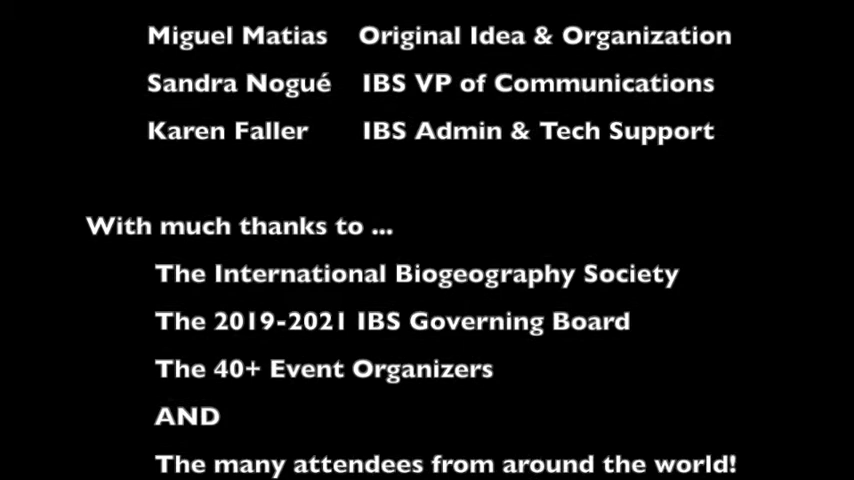 Miguel Matias Original Idea & Organization
Sandra Nogué IBS VP of Communications
Karen Faller IBS Admin & Tech Support
With much thanks to ...
The International Biogeography Society
The 2019-2021 IBS Governing Board
The 40+ Event Organizers
AND
The many attendees from around the world!